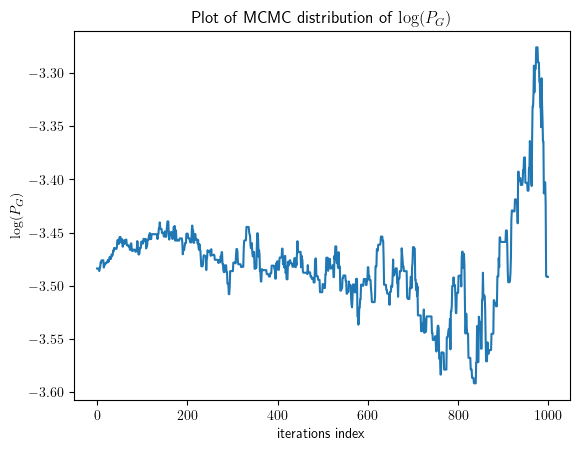 Plot of MCMC distribution of log(P_G)
log(P_G)
−3.30
−3.35
−3.40
−3.45
−3.50
−3.55
−3.60
0 200 400 600 800 1000
iterations index